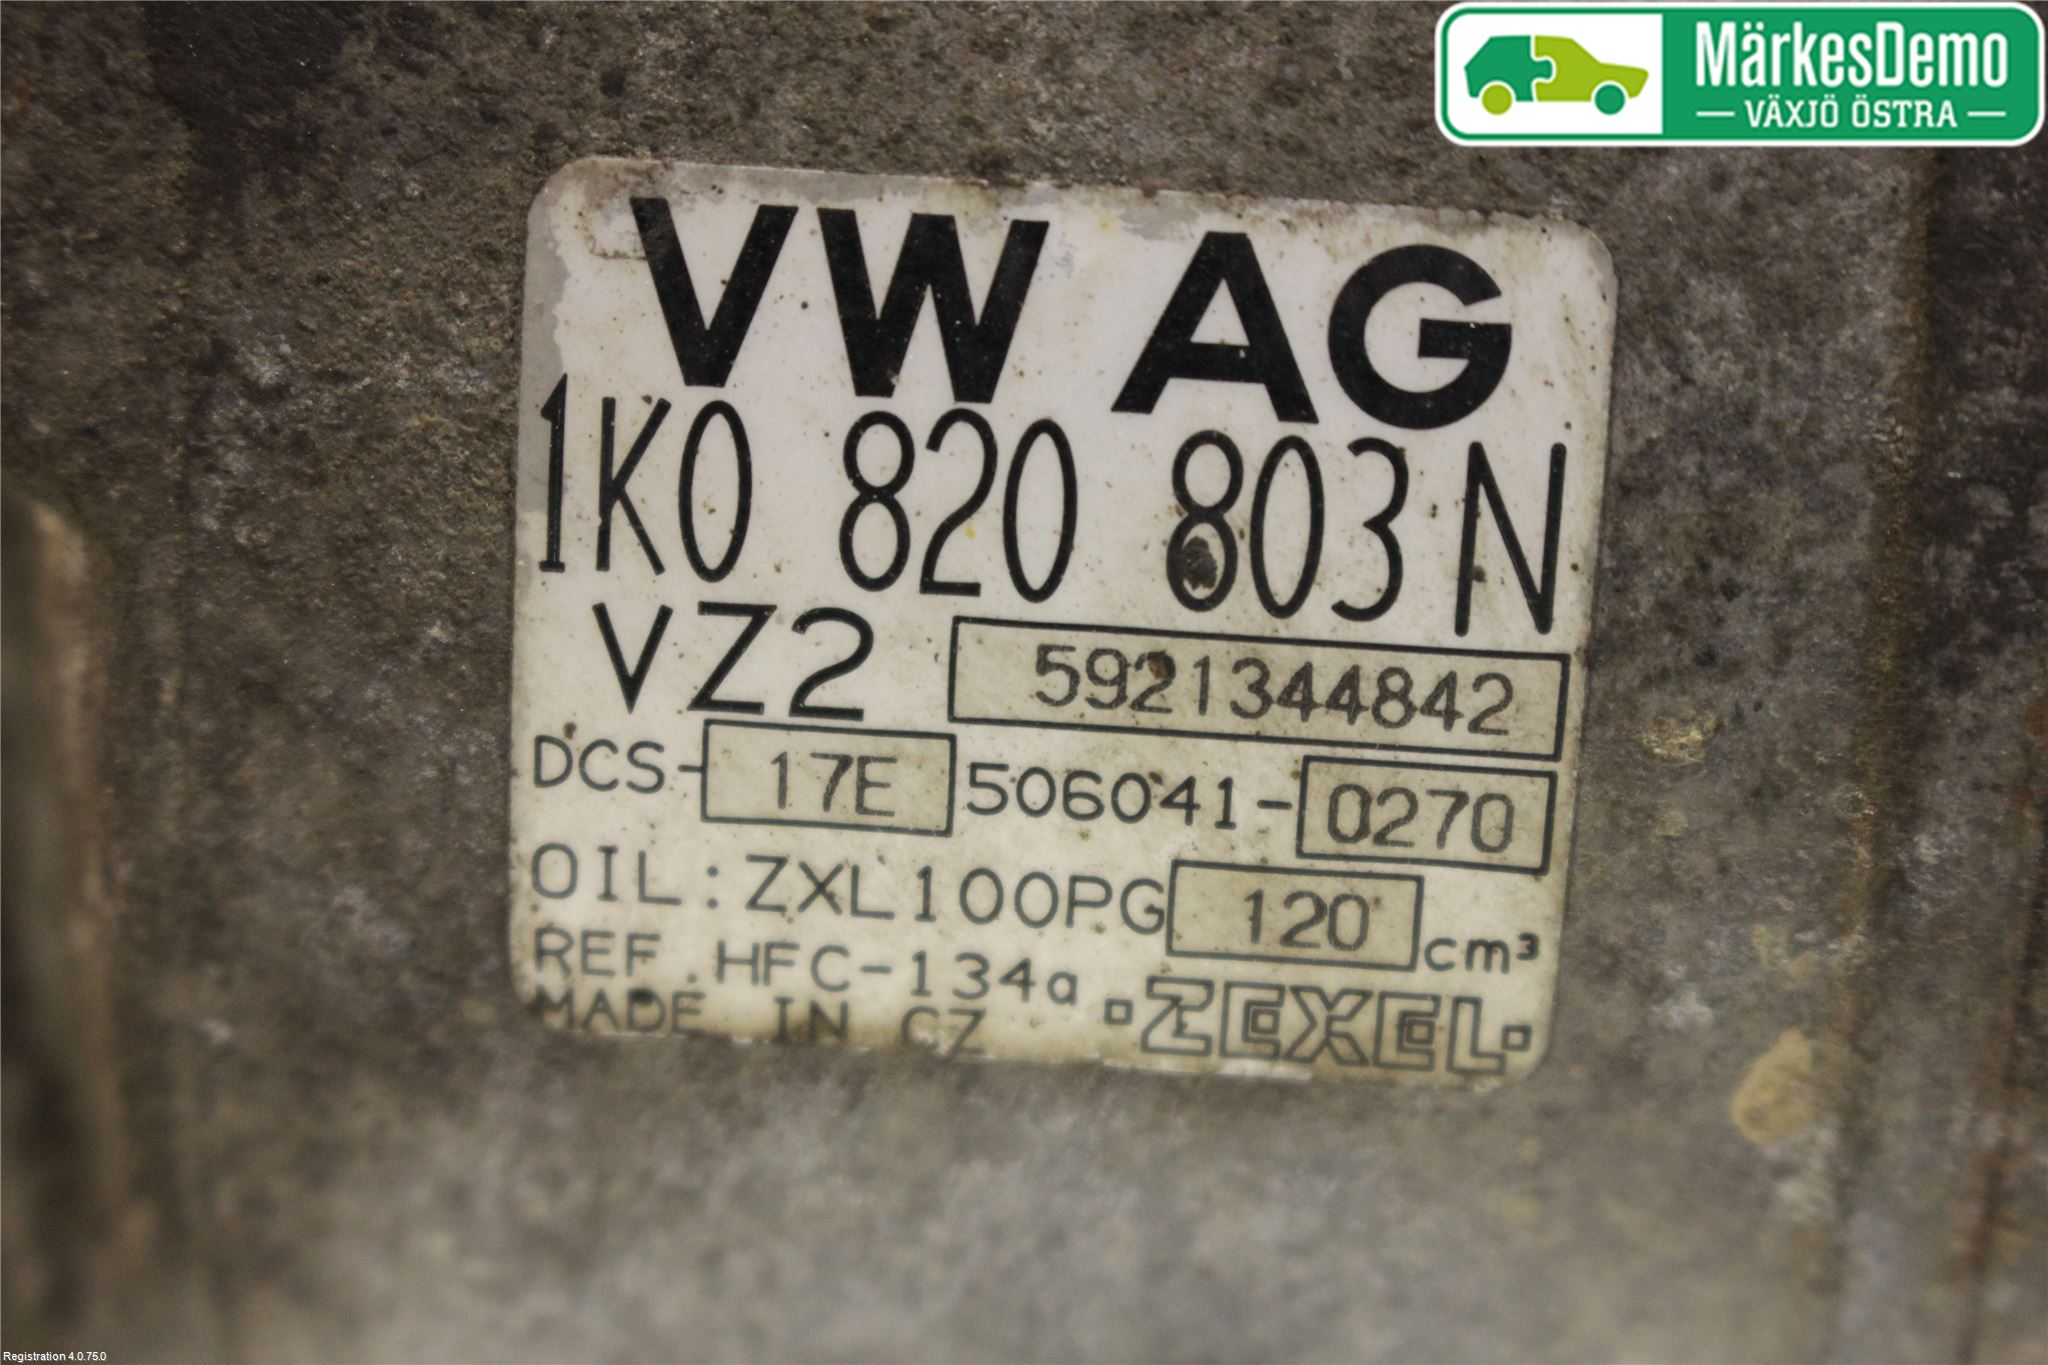 MärkesDemo
VÄXJÖ ÖSTRA
VW AG
1K0 820 803 N
VZ2 5921344842
DCS-17E 506041-0270
OIL:ZXL100PG 120 cm³
REF.HFC-134a
MADE IN CZ ·ZEXEL·
Registration 4.0.75.0